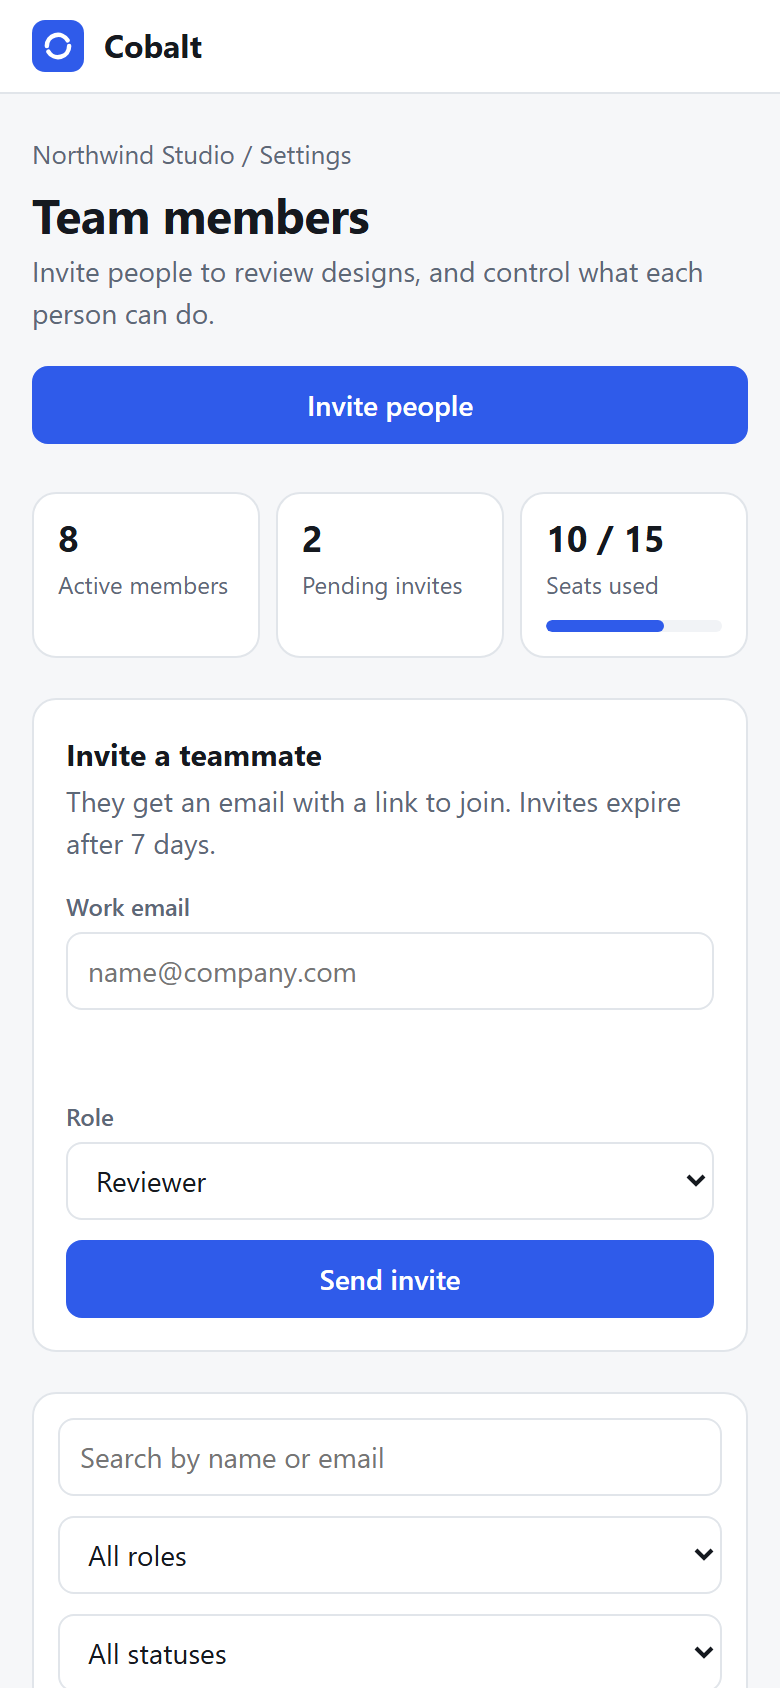 Cobalt
Northwind Studio / Settings
Team members
Invite people to review designs, and control what each
person can do.
Invite people
8
Active members
2
Pending invites
10 / 15
Seats used
Invite a teammate
They get an email with a link to join. Invites expire
after 7 days.
Work email
name@company.com
Role
Reviewer
Send invite
Search by name or email
All roles
All statuses